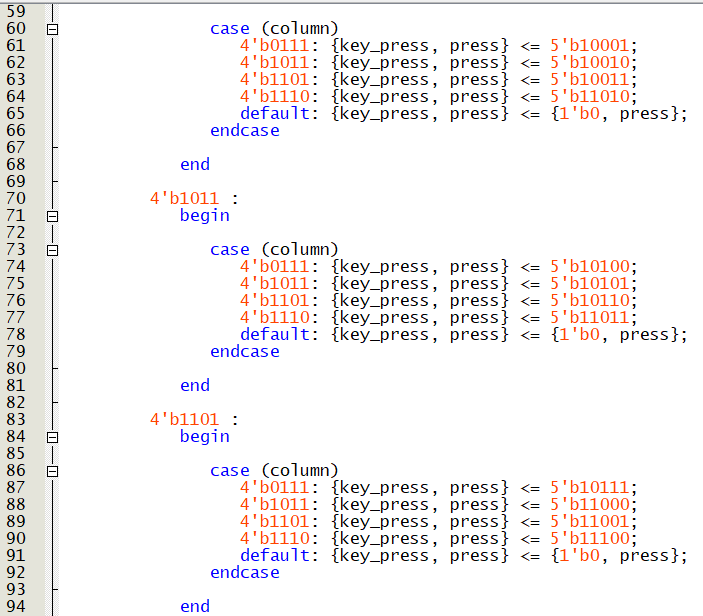 59
60 case (column)
61 4'b0111: {key_press, press} <= 5'b10001;
62 4'b1011: {key_press, press} <= 5'b10010;
63 4'b1101: {key_press, press} <= 5'b10011;
64 4'b1110: {key_press, press} <= 5'b11010;
65 default: {key_press, press} <= {1'b0, press};
66 endcase
67
68 end
69
70 4'b1011 :
71 begin
72
73 case (column)
74 4'b0111: {key_press, press} <= 5'b10100;
75 4'b1011: {key_press, press} <= 5'b10101;
76 4'b1101: {key_press, press} <= 5'b10110;
77 4'b1110: {key_press, press} <= 5'b11011;
78 default: {key_press, press} <= {1'b0, press};
79 endcase
80
81 end
82
83 4'b1101 :
84 begin
85
86 case (column)
87 4'b0111: {key_press, press} <= 5'b10111;
88 4'b1011: {key_press, press} <= 5'b11000;
89 4'b1101: {key_press, press} <= 5'b11001;
90 4'b1110: {key_press, press} <= 5'b11100;
91 default: {key_press, press} <= {1'b0, press};
92 endcase
93
94 end